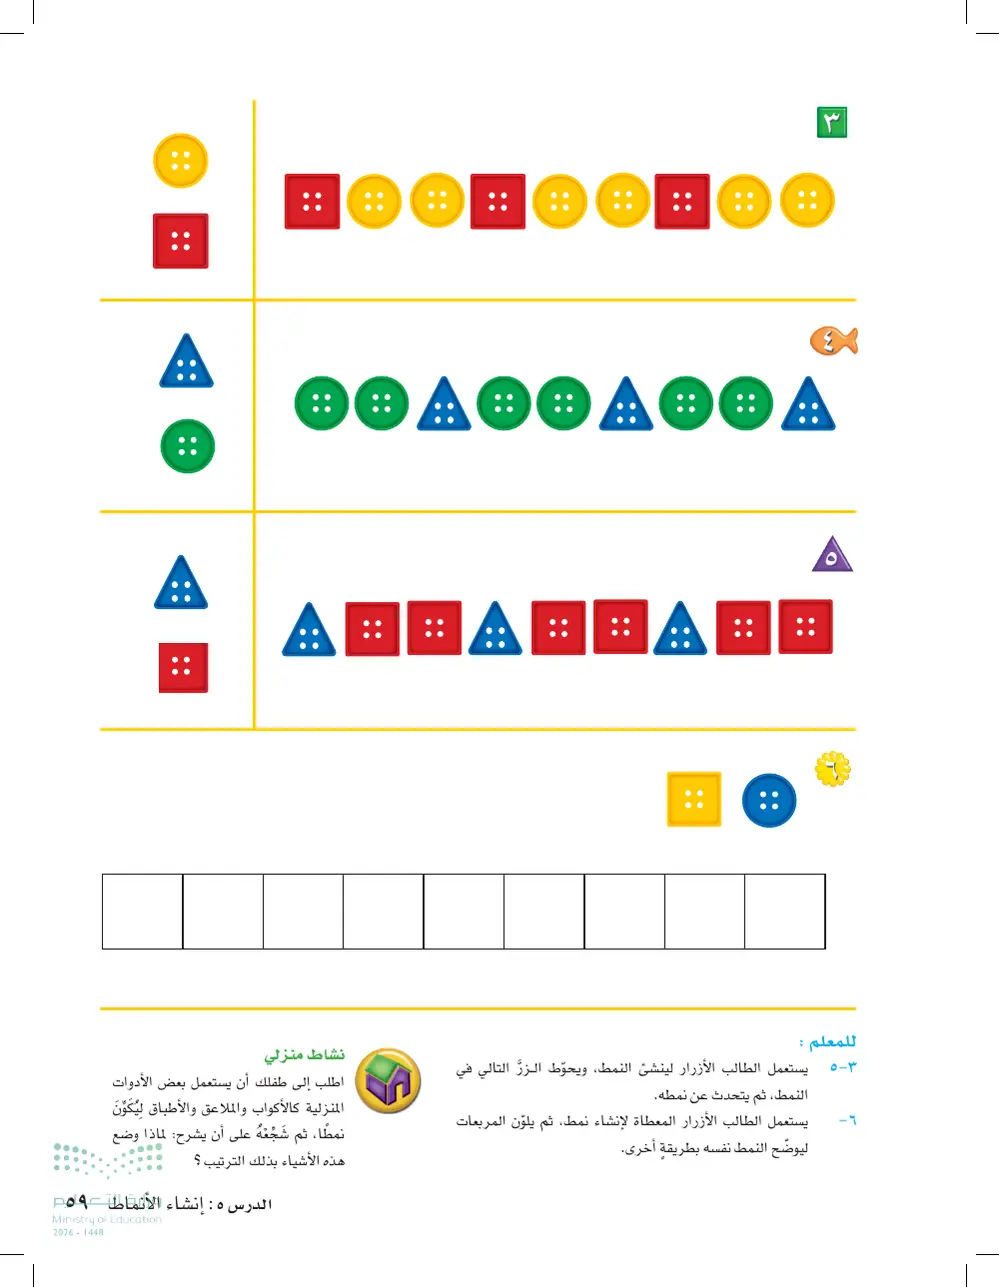 ٣
٤
٥
٦
للمعلم :
٣-٥ يستعمل الطالب الأزرار لينشئ النمط، ويحوّط الـزرَّ التالي في
النمط، ثم يتحدث عن نمطه.
٦- يستعمل الطالب الأزرار المعطاة لإنشاء نمط، ثم يلوّن المربعات
ليوضّح النمط نفسه بطريقةٍ أخرى.
نشاط منزلي
اطلب إلى طفلك أن يستعمل بعض الأدوات
المنزلية كالأكواب والملاعق والأطباق لِيُكَوِّنَ
نمطًا، ثم شَجِّعْهُ على أن يشرح: لماذا وضع
هذه الأشياء بذلك الترتيب ؟
الدرس ٥ : إنشاء الأنماط ٥٩
وزارة التعليم
Ministry of Education
2026 - 1448